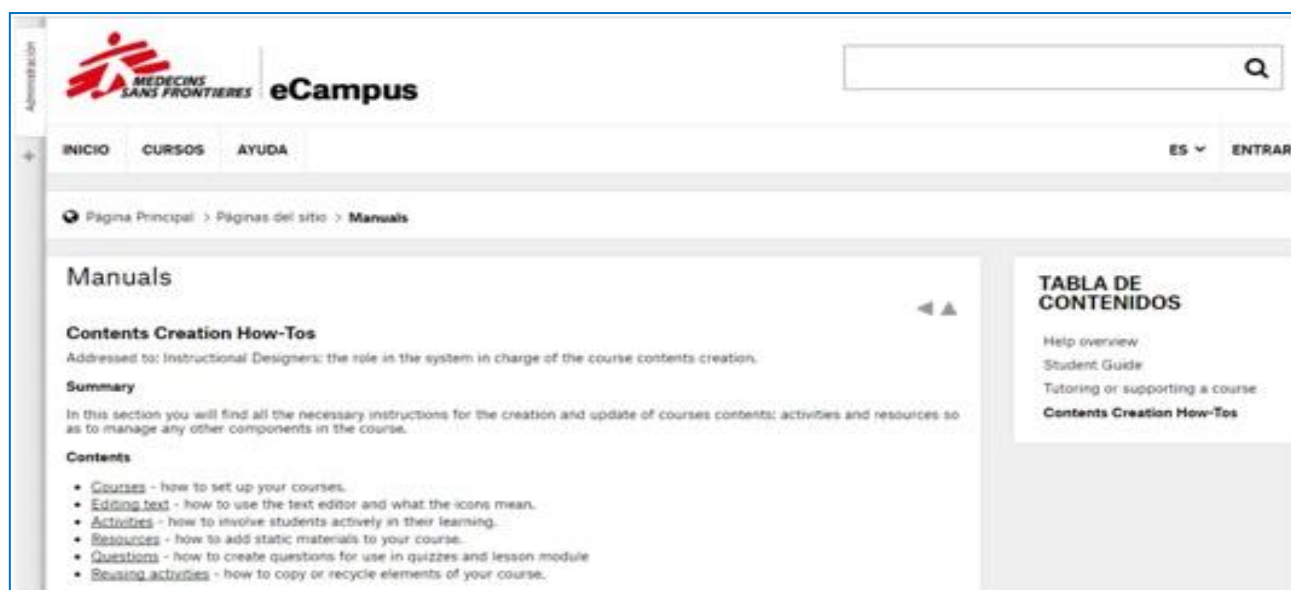 Administración
MEDECINS
SANS FRONTIERES
eCampus
INICIO CURSOS AYUDA
ES ENTRAR
Página Principal > Páginas del sitio > Manuals
Manuals
Contents Creation How-Tos
Addressed to: Instructional Designers: the role in the system in charge of the course contents creation.
Summary
In this section you will find all the necessary instructions for the creation and update of courses contents; activities and resources so
as to manage any other components in the course.
Contents
• Courses - how to set up your courses.
• Editing text - how to use the text editor and what the icons mean.
• Activities - how to involve students actively in their learning.
• Resources - how to add static materials to your course.
• Questions - how to create questions for use in quizzes and lesson module
• Reusing activities - how to copy or recycle elements of your course.
TABLA DE
CONTENIDOS
Help overview
Student Guide
Tutoring or supporting a course
Contents Creation How-Tos